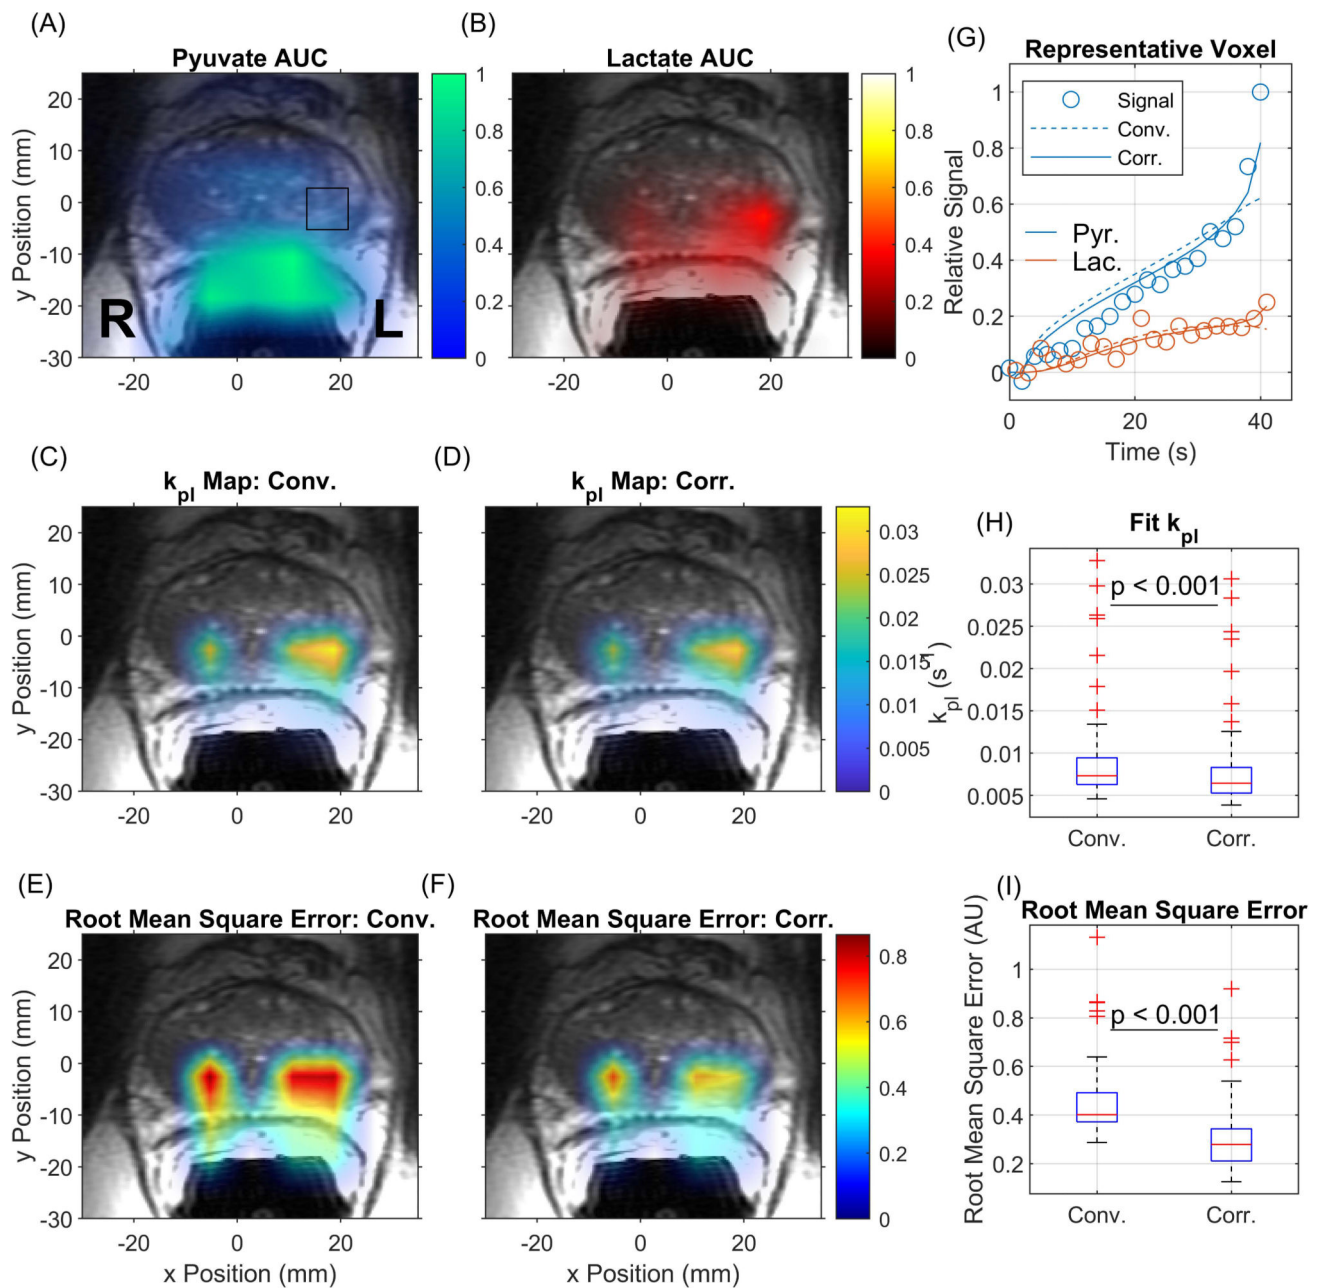 (A)
Pyuvate AUC
y Position (mm)
20
10
0
-10
-20
-30
R
L
-20
0
20
1
0.8
0.6
0.4
0.2
0
(B)
Lactate AUC
-20
0
20
1
0.8
0.6
0.4
0.2
0
(G)
Representative Voxel
Relative Signal
1
0.8
0.6
0.4
0.2
0
Signal
Conv.
Corr.
Pyr.
Lac.
0
20
40
Time (s)
(C)
kpl Map: Conv.
y Position (mm)
20
10
0
-10
-20
-30
-20
0
20
(D)
kpl Map: Corr.
-20
0
20
0.03
0.025
0.02
0.015
0.01
0.005
0
kpl (s-1)
(H)
Fit kpl
0.03
0.025
0.02
0.015
0.01
0.005
p < 0.001
Conv.
Corr.
(E)
Root Mean Square Error: Conv.
y Position (mm)
20
10
0
-10
-20
-30
-20
0
20
x Position (mm)
(F)
Root Mean Square Error: Corr.
-20
0
20
x Position (mm)
0.8
0.6
0.4
0.2
0
(I)
Root Mean Square Error
Root Mean Square Error (AU)
1
0.8
0.6
0.4
0.2
p < 0.001
Conv.
Corr.